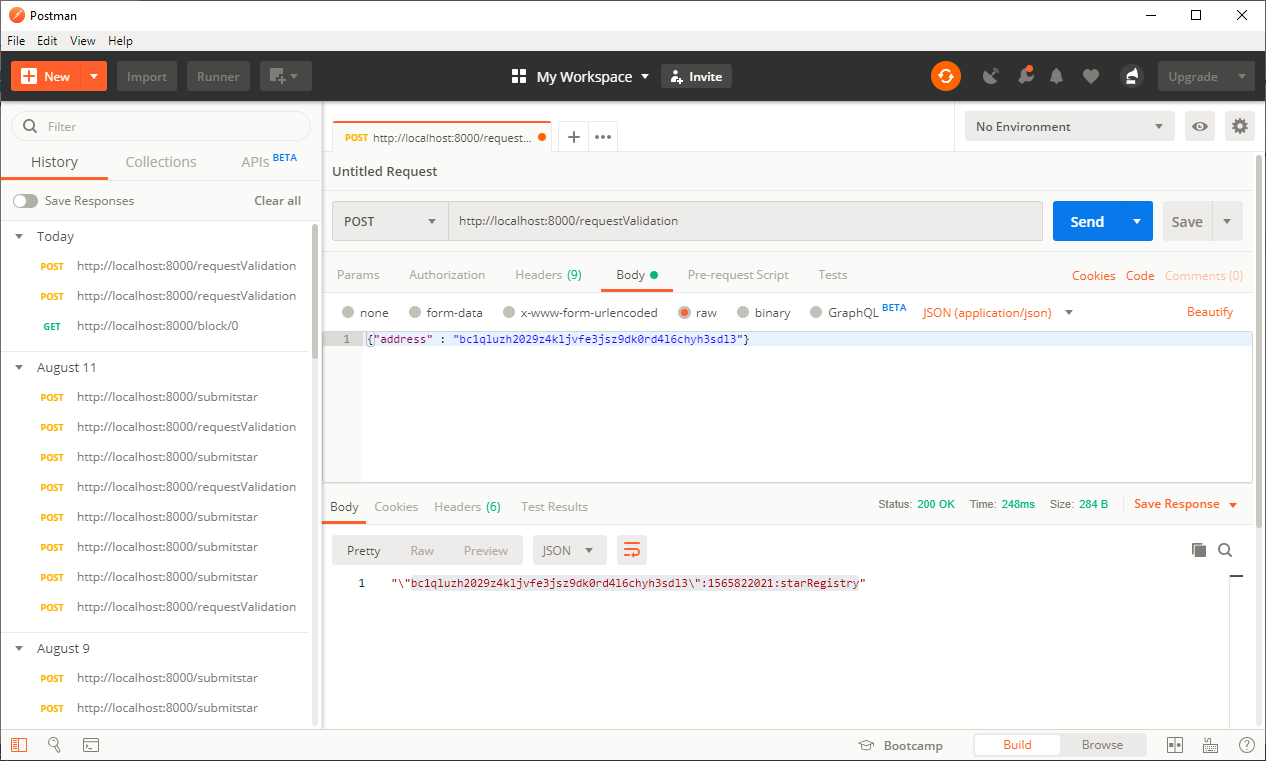 Postman
File Edit View Help
New Import Runner My Workspace Invite Upgrade
Filter
History Collections APIs BETA
Save Responses Clear all
Today
POST http://localhost:8000/requestValidation
POST http://localhost:8000/requestValidation
GET http://localhost:8000/block/0
August 11
POST http://localhost:8000/submitstar
POST http://localhost:8000/requestValidation
POST http://localhost:8000/submitstar
POST http://localhost:8000/requestValidation
POST http://localhost:8000/submitstar
POST http://localhost:8000/submitstar
POST http://localhost:8000/submitstar
POST http://localhost:8000/requestValidation
August 9
POST http://localhost:8000/submitstar
POST http://localhost:8000/submitstar
POST http://localhost:8000/request... + ••• No Environment
Untitled Request
POST http://localhost:8000/requestValidation Send Save
Params Authorization Headers (9) Body Pre-request Script Tests Cookies Code Comments (0)
none form-data x-www-form-urlencoded raw binary GraphQL BETA JSON (application/json) Beautify
1 {"address" : "bc1qluzh2029z4kljvfe3jsz9dk0rd4l6chyh3sdl3"}
Body Cookies Headers (6) Test Results Status: 200 OK Time: 248ms Size: 284 B Save Response
Pretty Raw Preview JSON
1 "\"bc1qluzh2029z4kljvfe3jsz9dk0rd4l6chyh3sdl3\":1565822021:starRegistry"
Bootcamp Build Browse